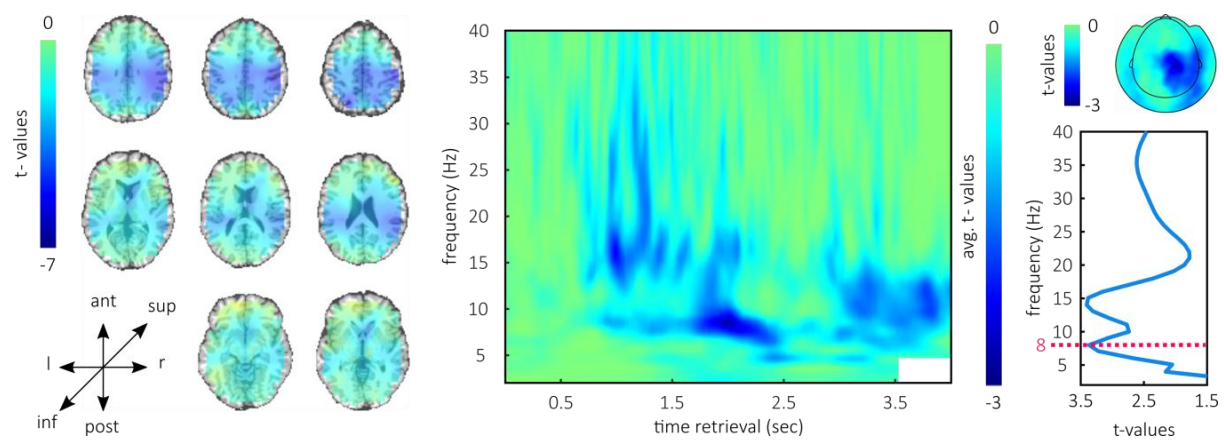 0
t- values
-7
ant
sup
l
r
inf
post
40
35
30
25
20
15
10
5
frequency (Hz)
0.5
1.5
2.5
3.5
time retrieval (sec)
0
avg. t- values
-3
0
t-values
-3
40
30
20
15
10
8
5
frequency (Hz)
3.5
2.5
1.5
t-values